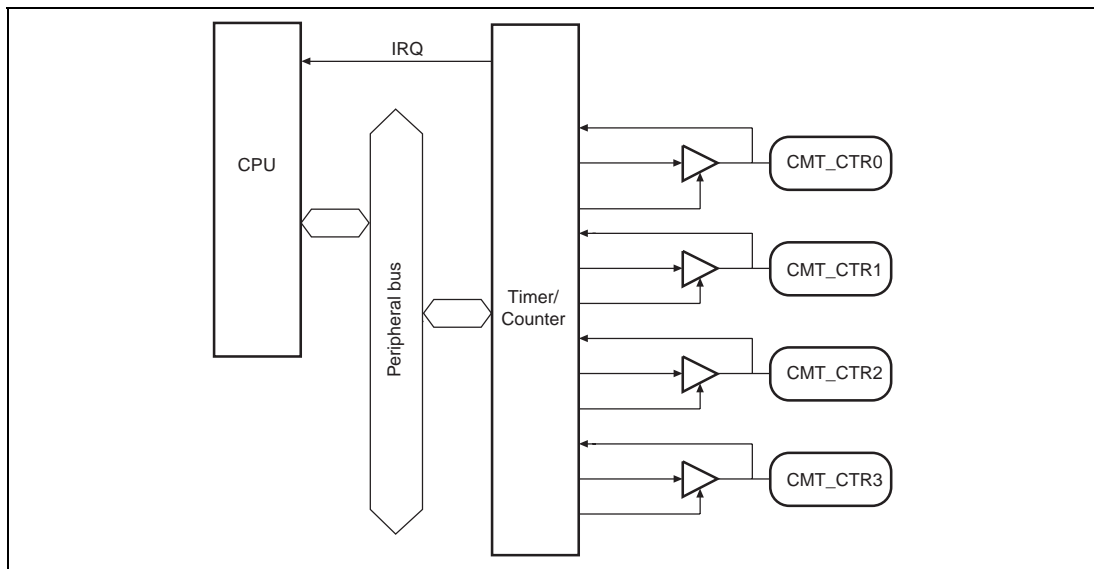 IRQ
CPU
Peripheral bus
Timer/
Counter
CMT_CTR0
CMT_CTR1
CMT_CTR2
CMT_CTR3